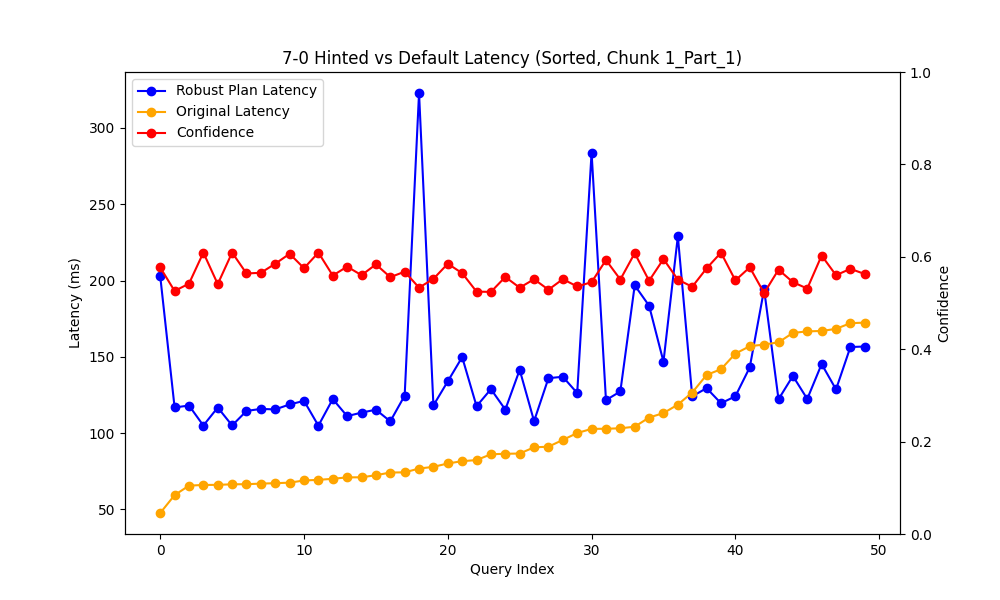 7-0 Hinted vs Default Latency (Sorted, Chunk 1_Part_1)
Robust Plan Latency
Original Latency
Confidence
Latency (ms)
300
250
200
150
100
50
1.0
0.8
0.6
0.4
0.2
0.0
Confidence
0 10 20 30 40 50
Query Index